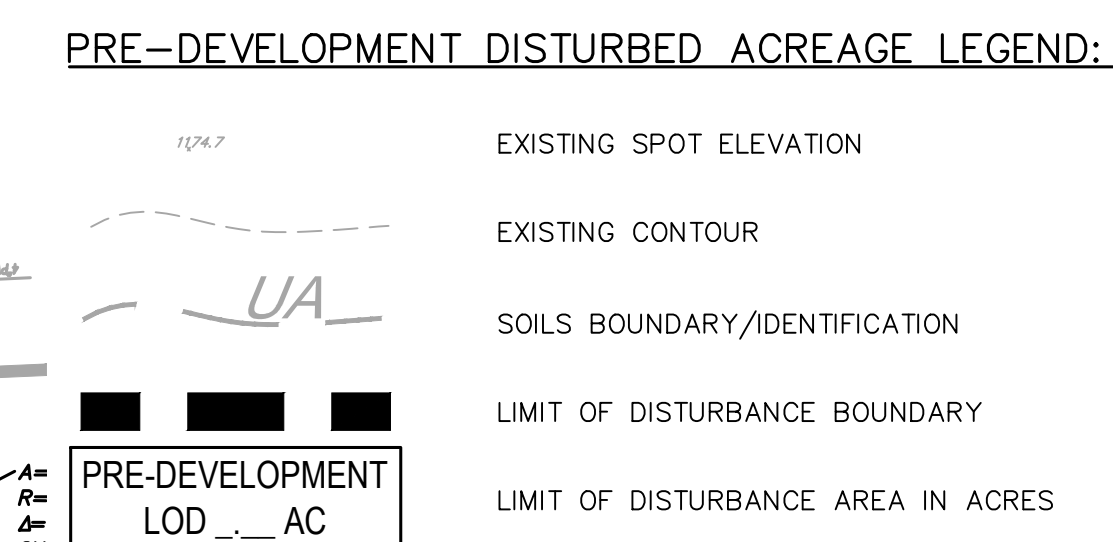 PRE–DEVELOPMENT DISTURBED ACREAGE LEGEND:
1174.7 EXISTING SPOT ELEVATION
EXISTING CONTOUR
UA SOILS BOUNDARY/IDENTIFICATION
LIMIT OF DISTURBANCE BOUNDARY
A=
R=
Δ=
PRE-DEVELOPMENT
LOD _.__ AC
LIMIT OF DISTURBANCE AREA IN ACRES